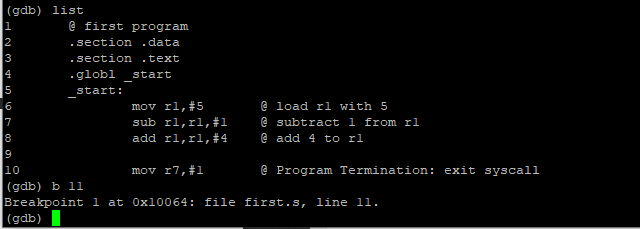 (gdb) list
1 @ first program
2 .section .data
3 .section .text
4 .globl _start
5 _start:
6 mov r1,#5 @ load r1 with 5
7 sub r1,r1,#1 @ subtract 1 from r1
8 add r1,r1,#4 @ add 4 to r1
9
10 mov r7,#1 @ Program Termination: exit syscall
(gdb) b 11
Breakpoint 1 at 0x10064: file first.s, line 11.
(gdb)